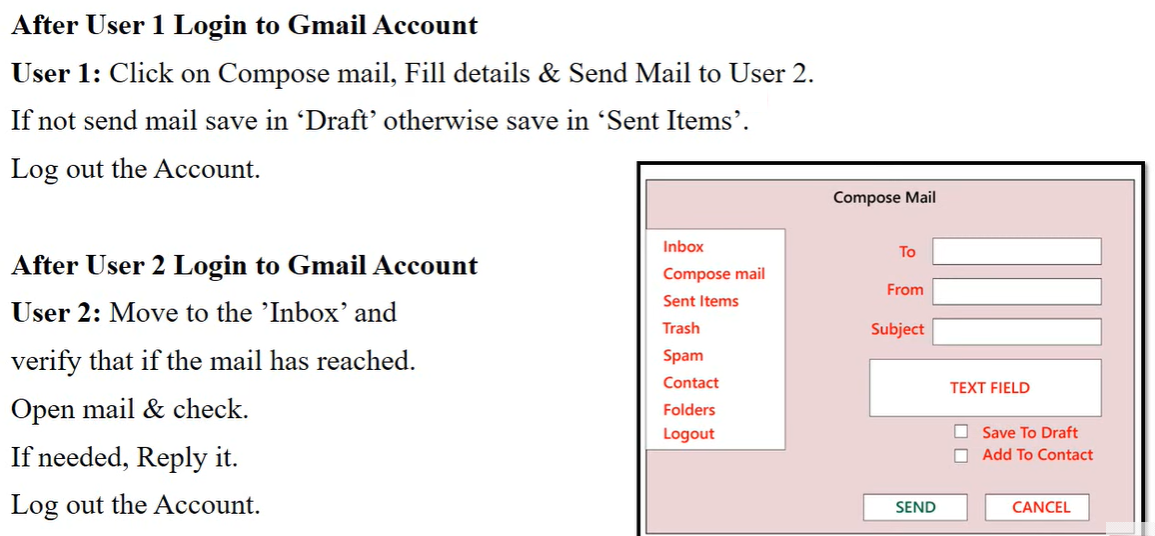 After User 1 Login to Gmail Account
User 1: Click on Compose mail, Fill details & Send Mail to User 2.
If not send mail save in ‘Draft’ otherwise save in ‘Sent Items’.
Log out the Account.
After User 2 Login to Gmail Account
User 2: Move to the ’Inbox’ and
verify that if the mail has reached.
Open mail & check.
If needed, Reply it.
Log out the Account.
Compose Mail
Inbox
Compose mail
Sent Items
Trash
Spam
Contact
Folders
Logout
To
From
Subject
TEXT FIELD
Save To Draft
Add To Contact
SEND
CANCEL